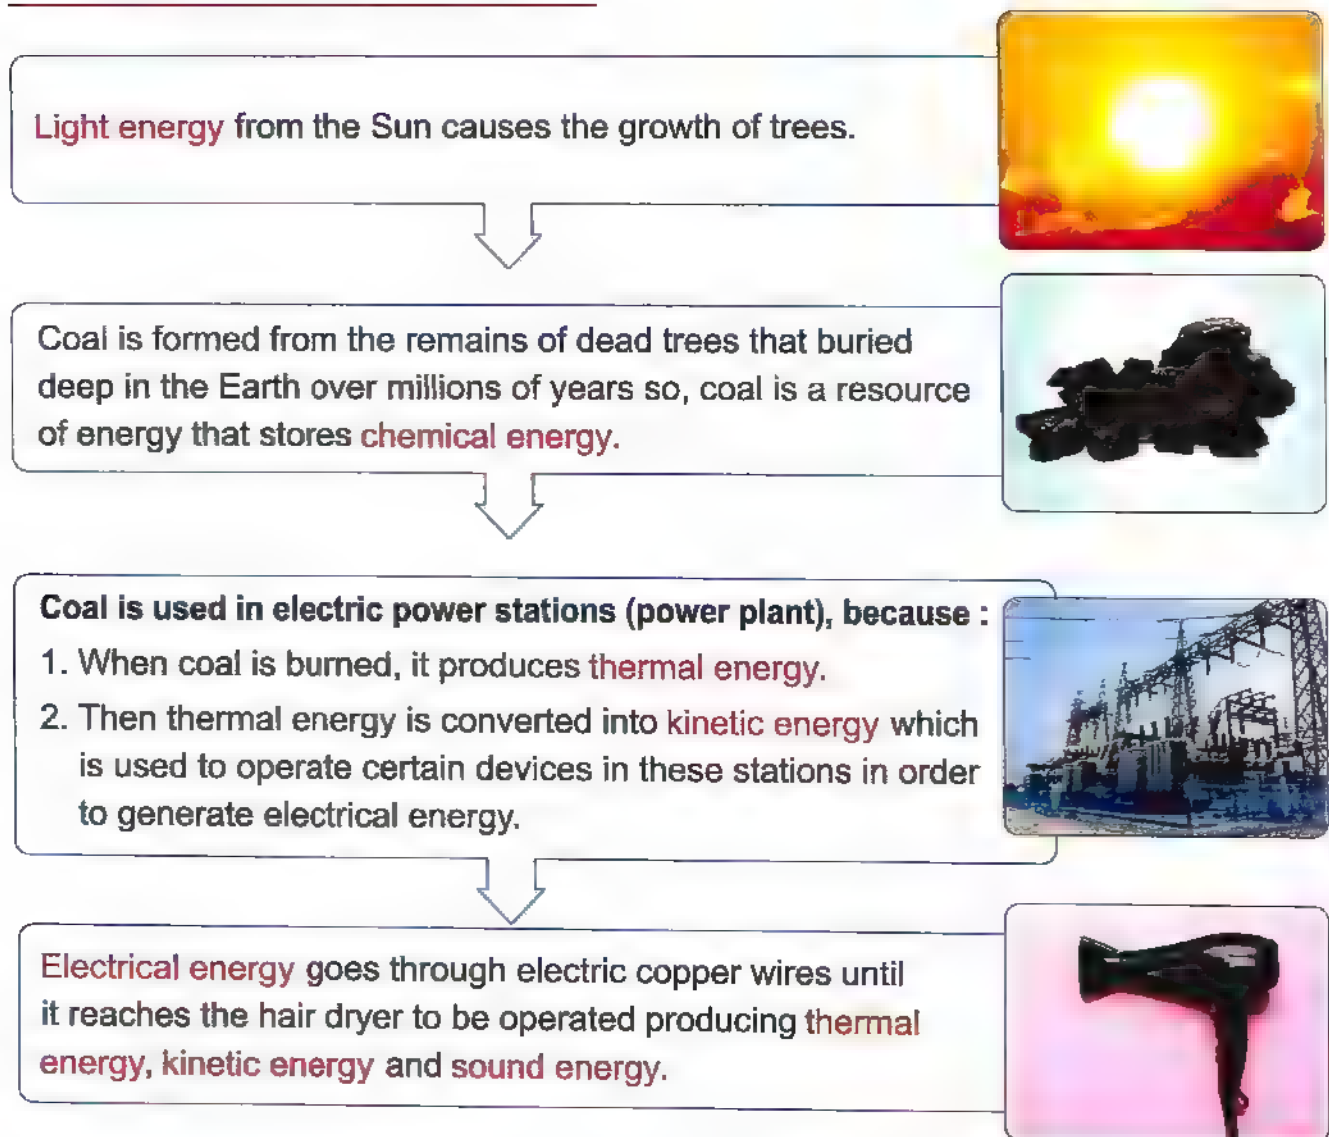 Light energy from the Sun causes the growth of trees.
Coal is formed from the remains of dead trees that buried
deep in the Earth over millions of years so, coal is a resource
of energy that stores chemical energy.
Coal is used in electric power stations (power plant), because :
1. When coal is burned, it produces thermal energy.
2. Then thermal energy is converted into kinetic energy which
is used to operate certain devices in these stations in order
to generate electrical energy.
Electrical energy goes through electric copper wires until
it reaches the hair dryer to be operated producing thermal
energy, kinetic energy and sound energy.